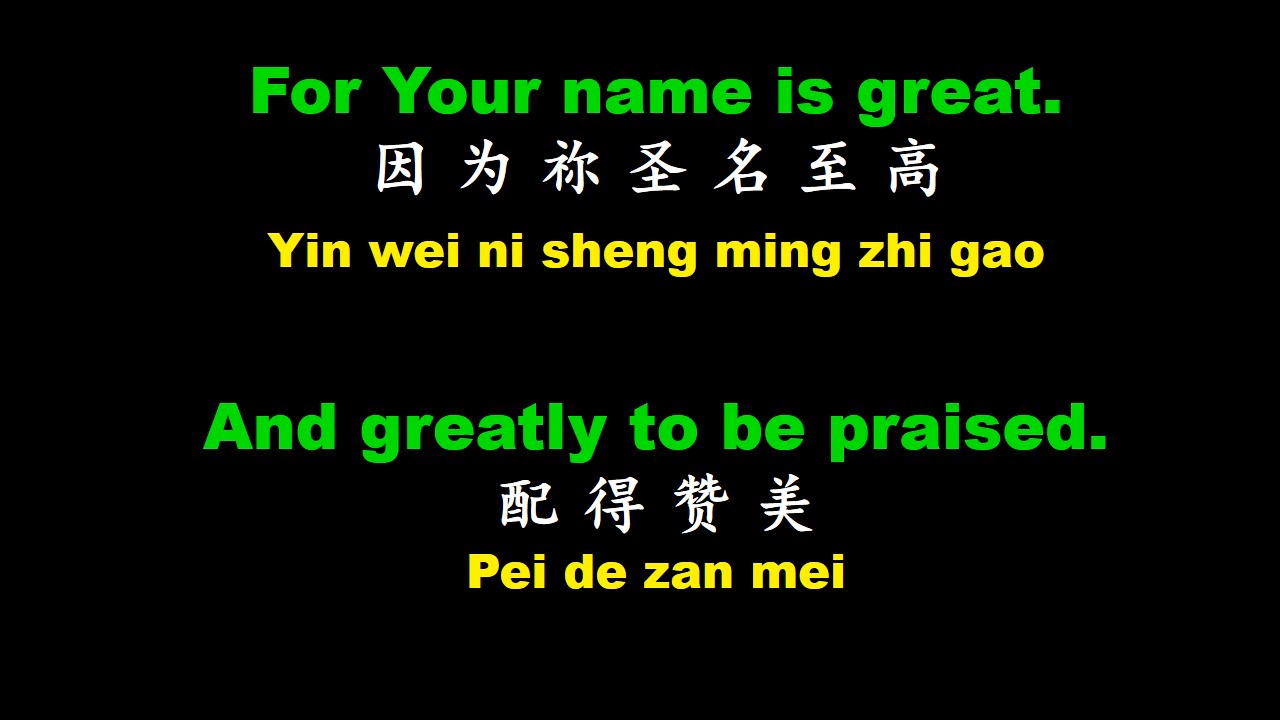 For Your name is great.
因为祢圣名至高
Yin wei ni sheng ming zhi gao
And greatly to be praised.
配得赞美
Pei de zan mei